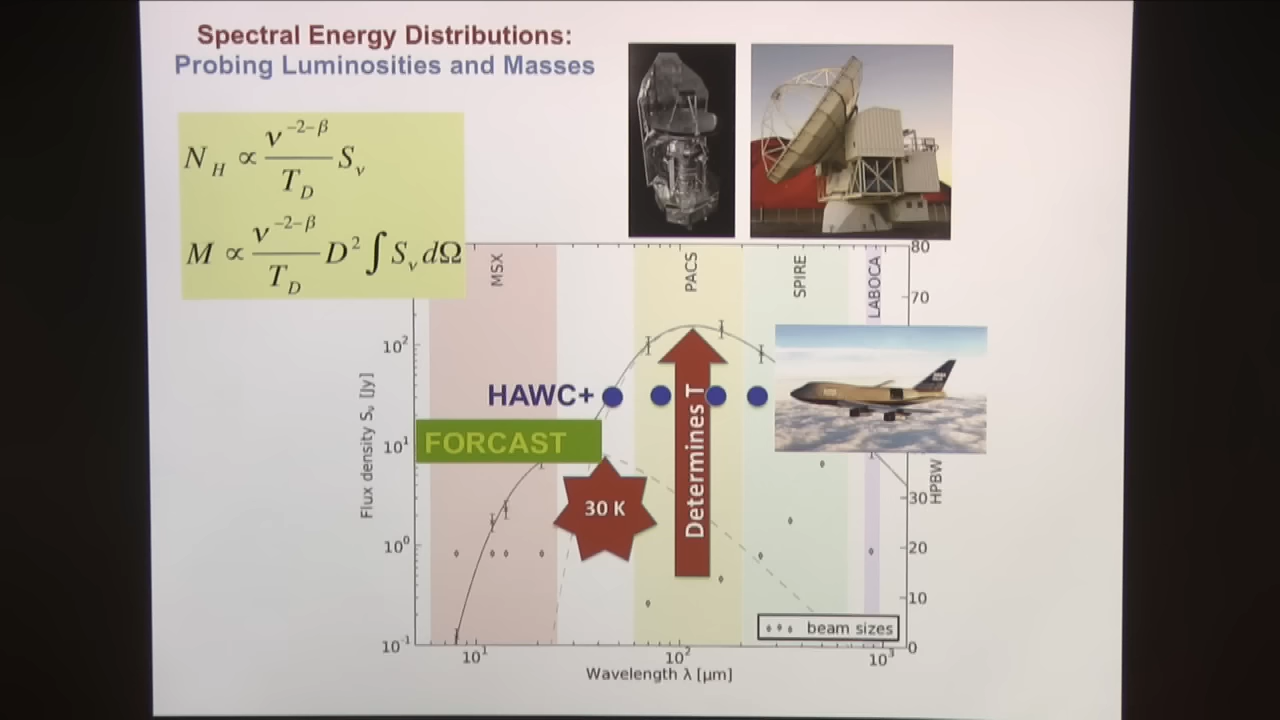 Spectral Energy Distributions:
Probing Luminosities and Masses
N_H ∝ ν^{-2-β} / T_D S_ν
M ∝ ν^{-2-β} / T_D D² ∫ S_ν dΩ
MSX
PACS
SPIRE
LABOCA
80
70
10²
HAWC+
FORCAST
10¹
30 K
Determines T
Flux density S_ν [Jy]
HPBW
30
20
10⁰
10
beam sizes
10⁻¹
0
10¹
10²
10³
Wavelength λ [μm]